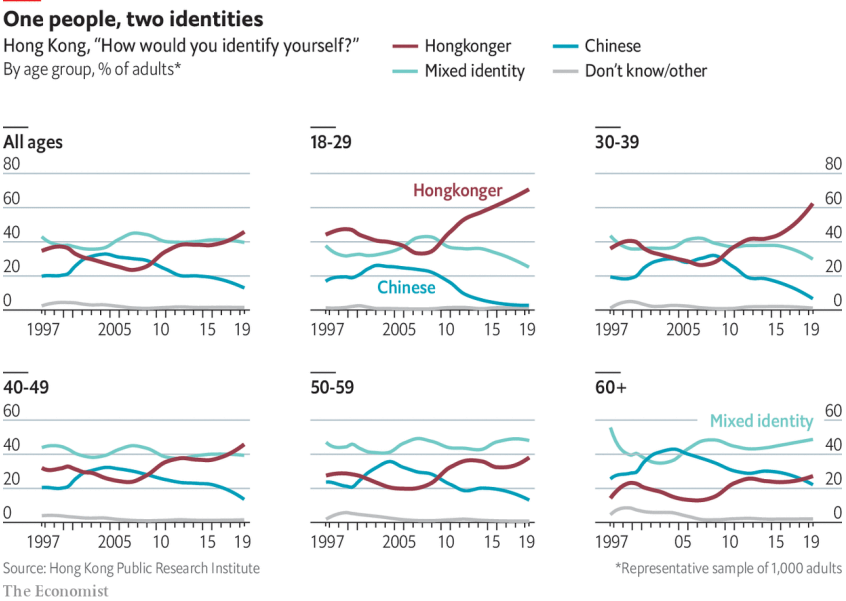 One people, two identities
Hong Kong, “How would you identify yourself?”
By age group, % of adults*
Hongkonger
Chinese
Mixed identity
Don’t know/other
All ages
80
60
40
20
0
1997 2005 10 15 19
18-29
Hongkonger
Chinese
1997 2005 10 15 19
30-39
80
60
40
20
0
1997 2005 10 15 19
40-49
60
40
20
0
1997 2005 10 15 19
50-59
1997 2005 10 15 19
60+
Mixed identity
60
40
20
0
1997 05 10 15 19
Source: Hong Kong Public Research Institute
*Representative sample of 1,000 adults
The Economist